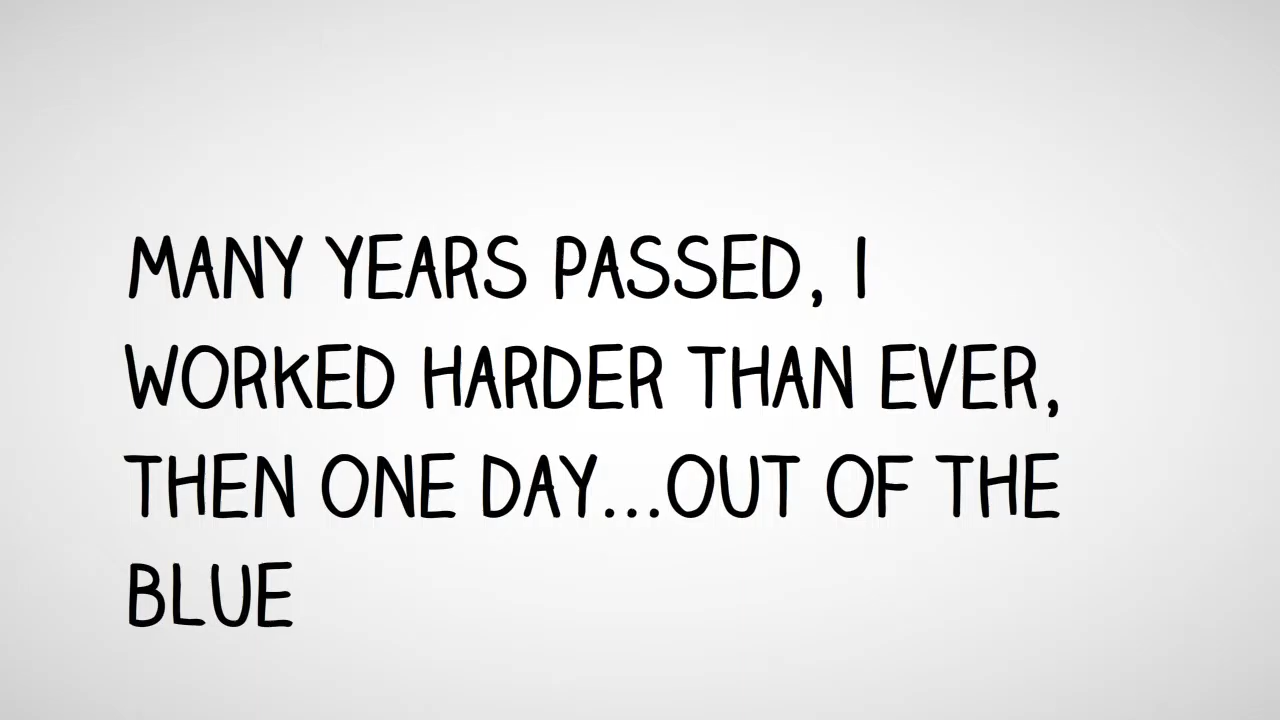 MANY YEARS PASSED, I
WORKED HARDER THAN EVER,
THEN ONE DAY...OUT OF THE
BLUE